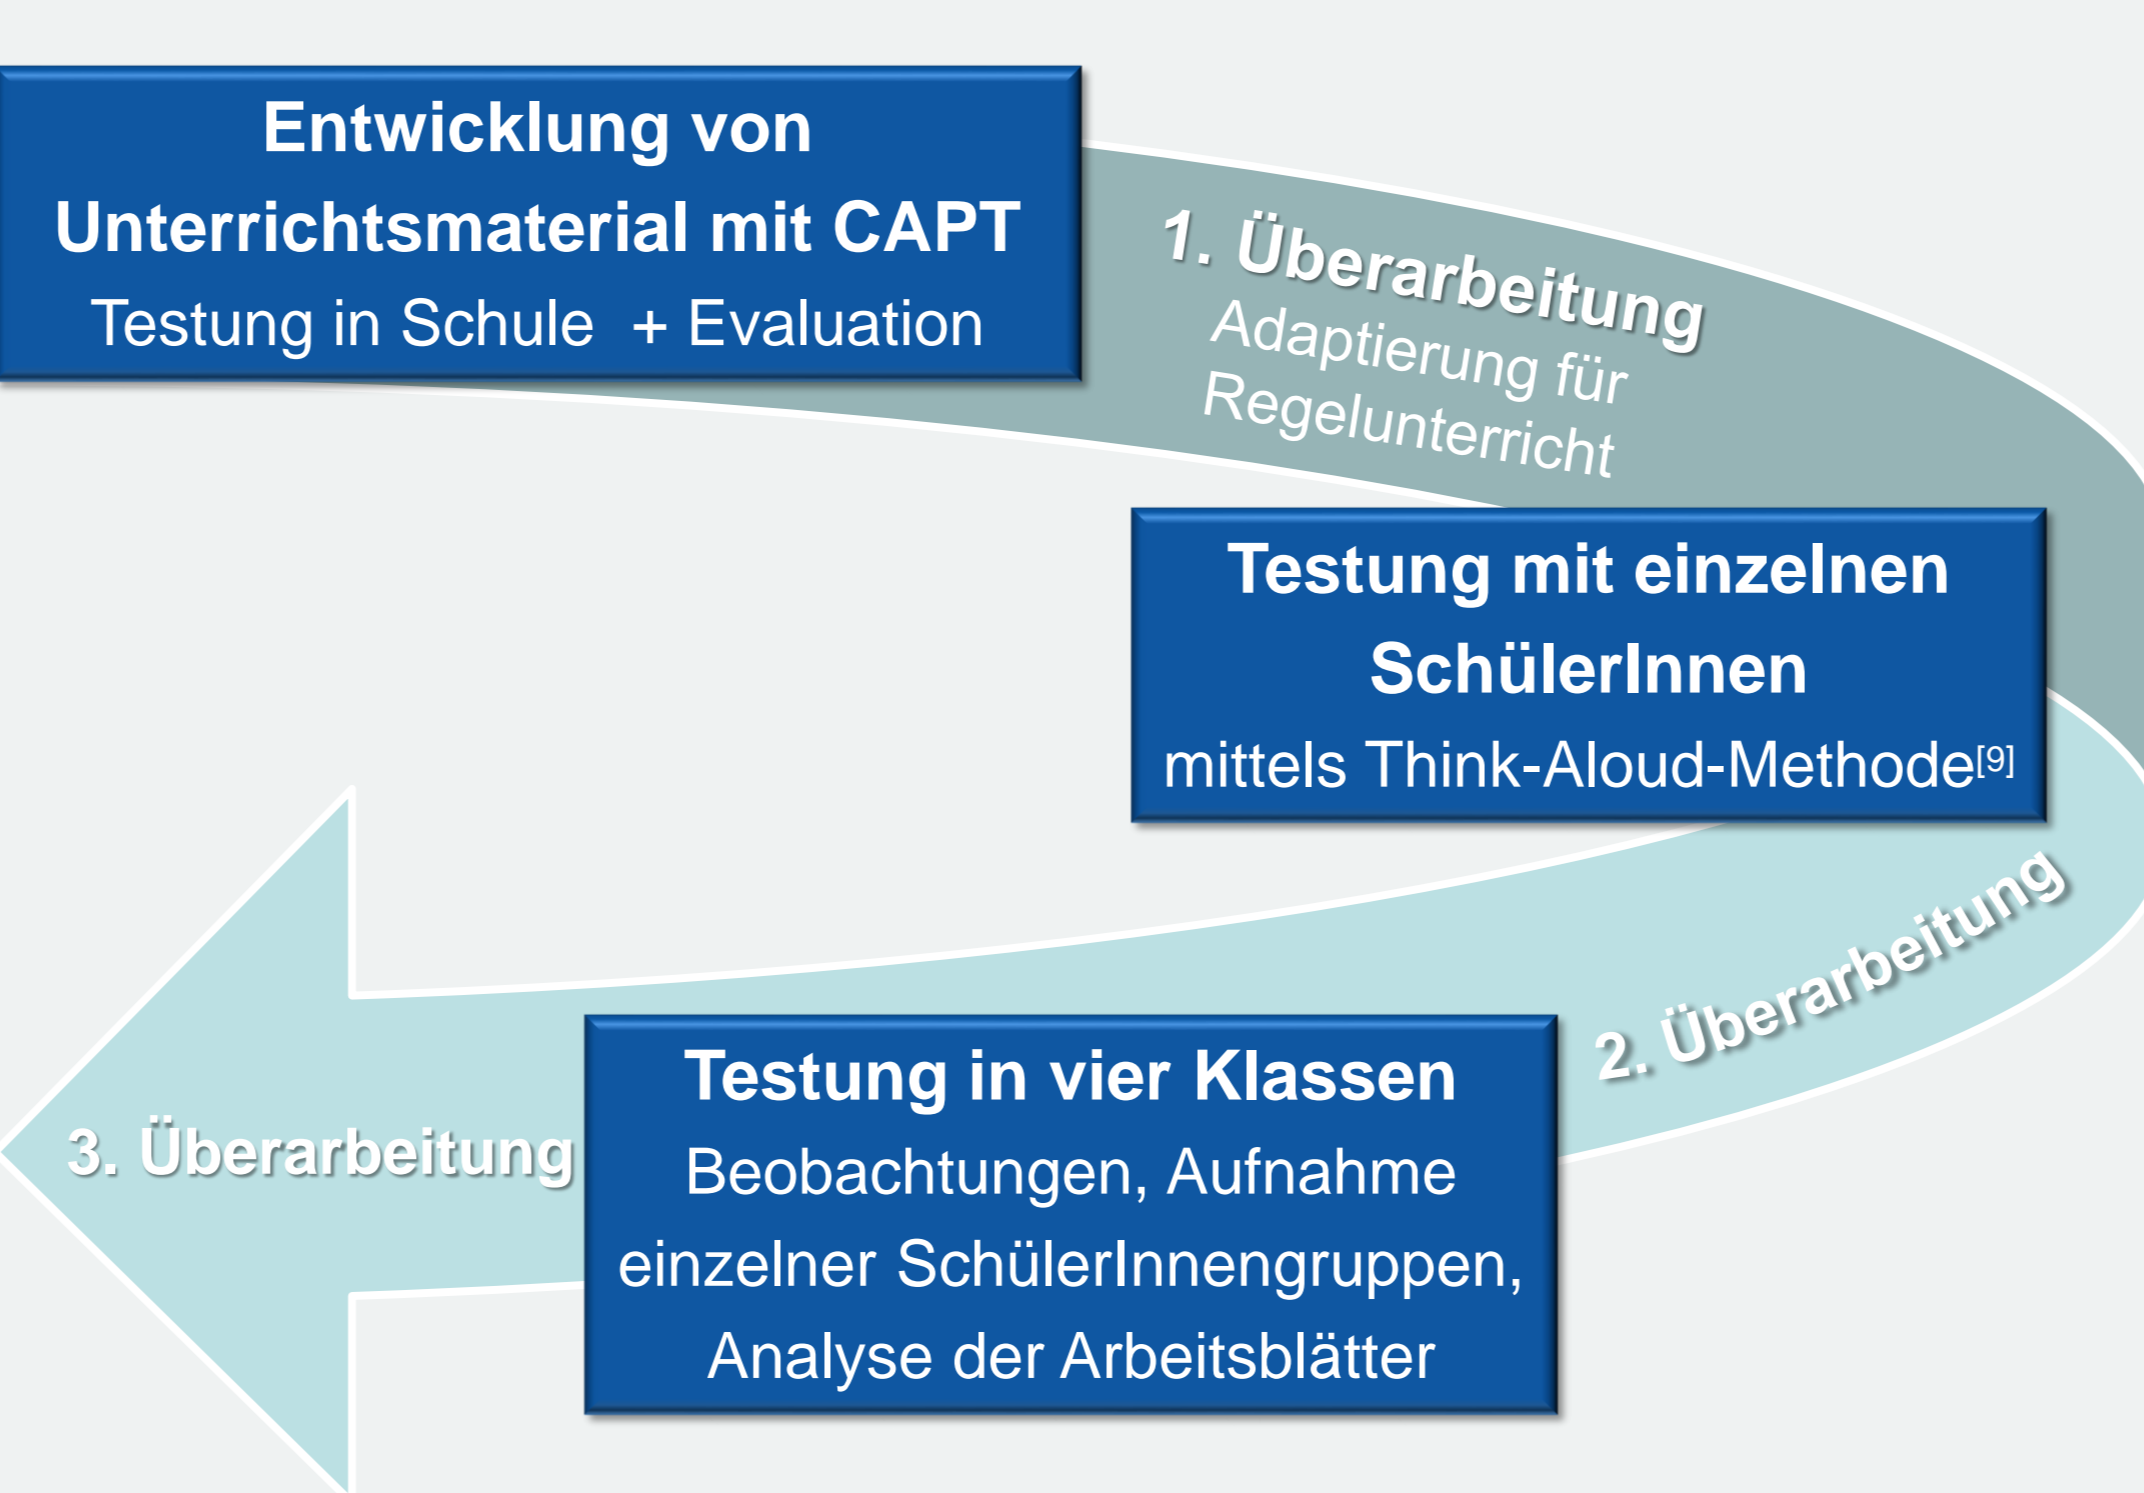 Entwicklung von
Unterrichtsmaterial mit CAPT
Testung in Schule + Evaluation
1. Überarbeitung
Adaptierung für
Regelunterricht
Testung mit einzelnen
SchülerInnen
mittels Think-Aloud-Methode[9]
2. Überarbeitung
Testung in vier Klassen
Beobachtungen, Aufnahme
einzelner SchülerInnengruppen,
Analyse der Arbeitsblätter
3. Überarbeitung